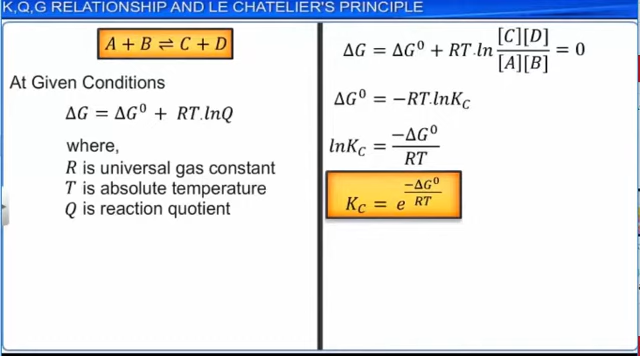 K,Q,G RELATIONSHIP AND LE CHATELIER'S PRINCIPLE
A + B ⇌ C + D
At Given Conditions
ΔG = ΔG⁰ + RT.lnQ
where,
R is universal gas constant
T is absolute temperature
Q is reaction quotient
ΔG = ΔG⁰ + RT.ln [C][D]/[A][B] = 0
ΔG⁰ = −RT.lnK_C
lnK_C = −ΔG⁰/RT
K_C = e^(−ΔG⁰/RT)